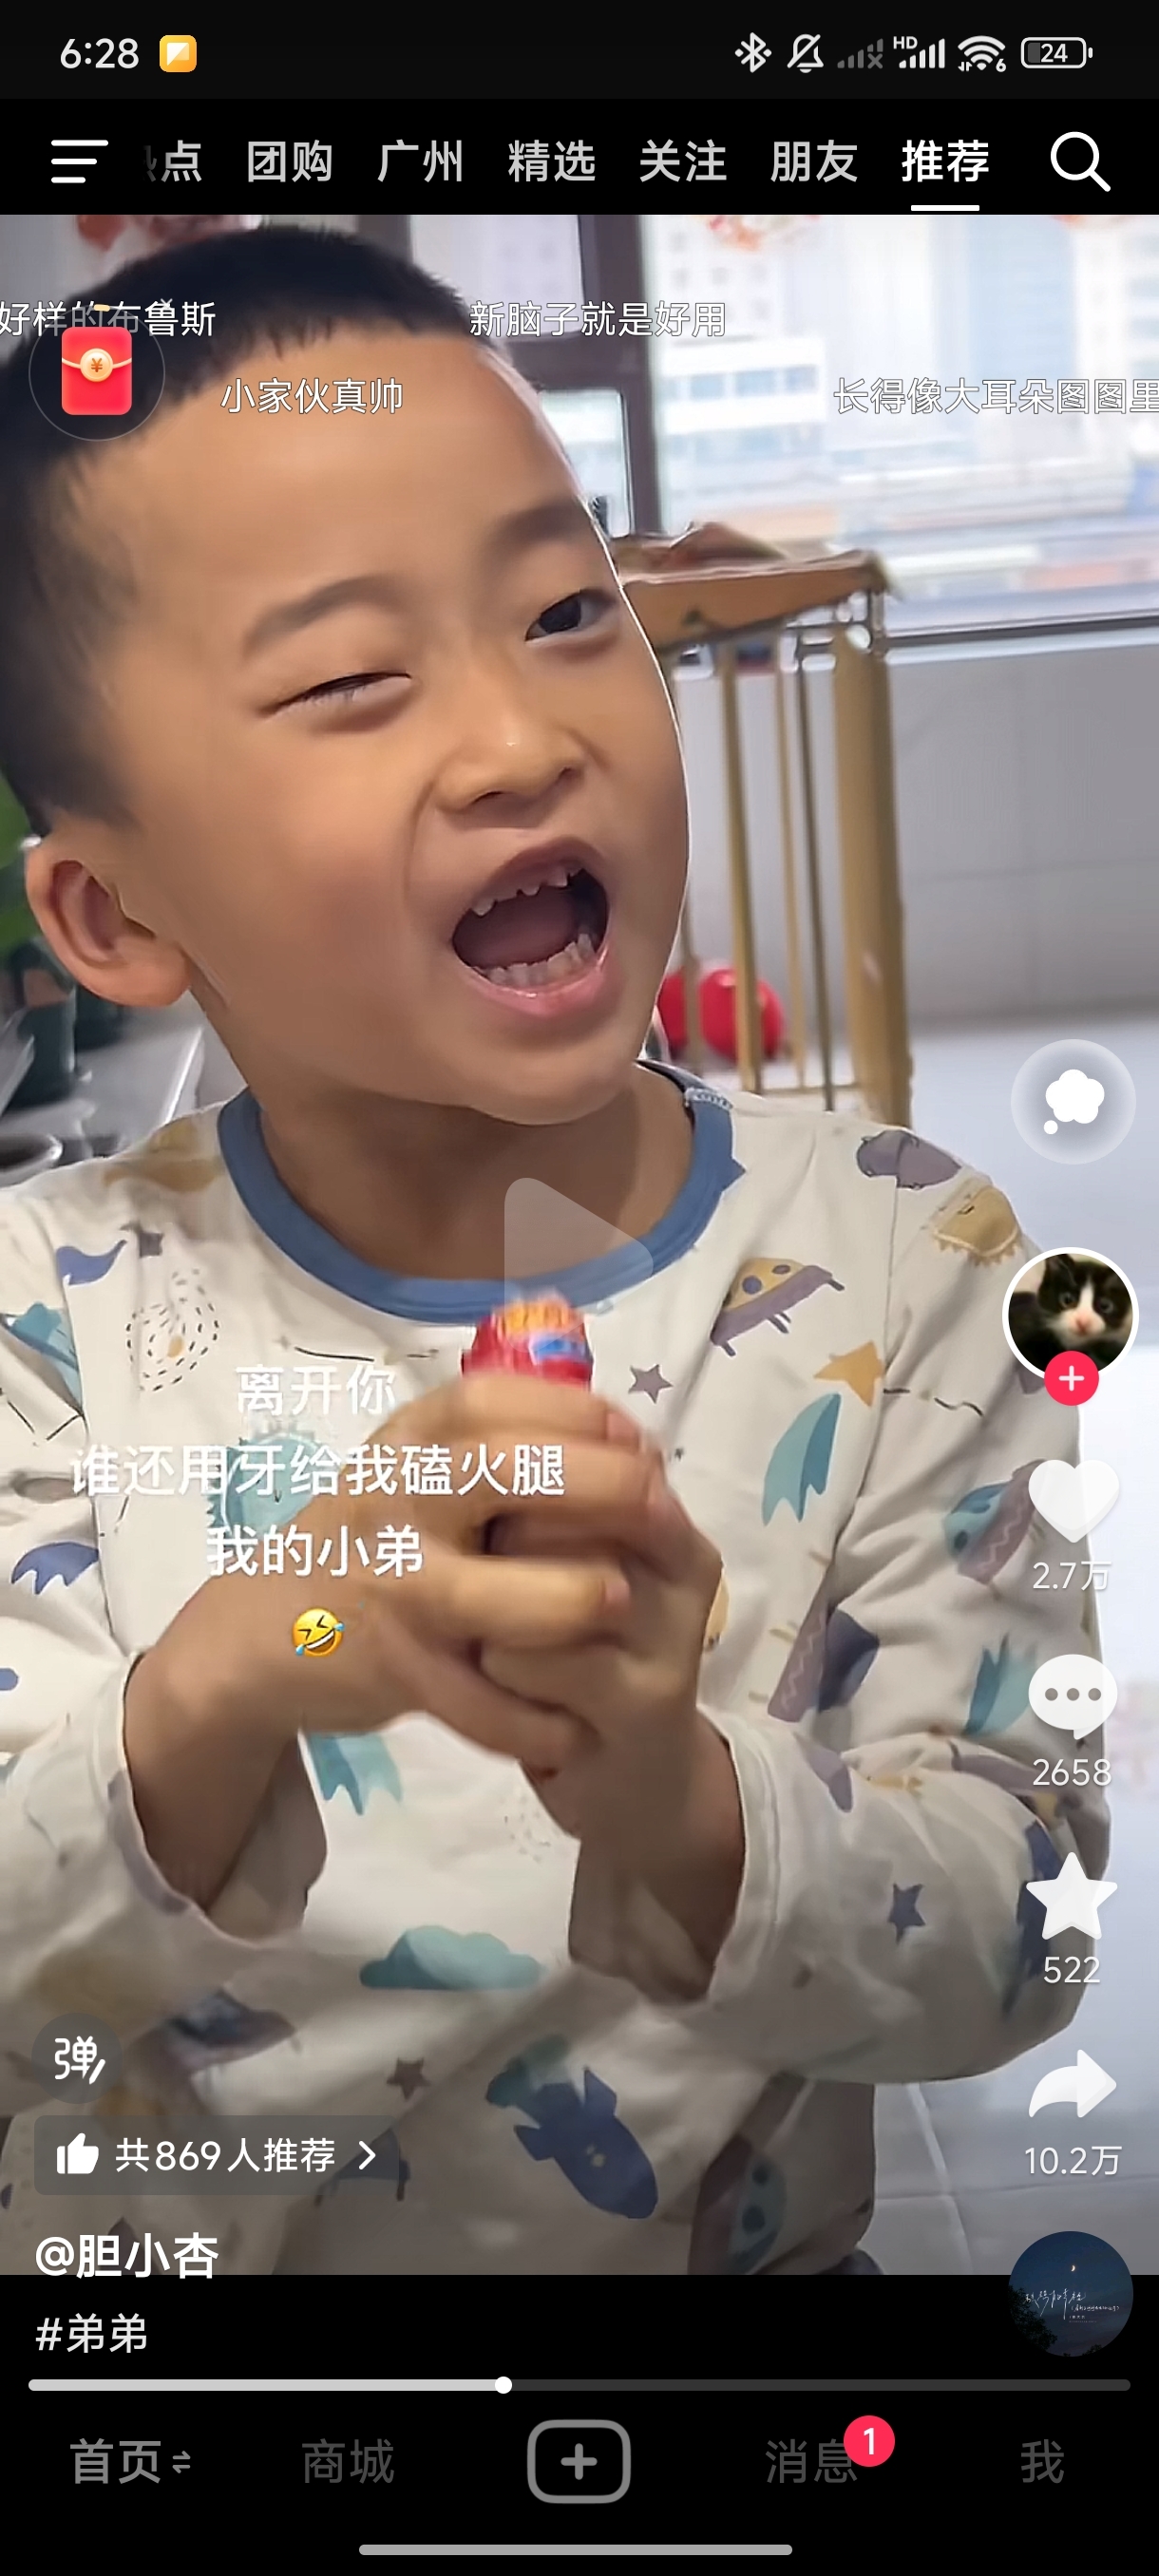 6:28
HD
6
24
热点 团购 广州 精选 关注 朋友 推荐
好样的布鲁斯 新脑子就是好用
¥
小家伙真帅 长得像大耳朵图图里
离开你
谁还用牙给我磕火腿
我的小弟
2.7万
2658
522
弹
10.2万
共869人推荐
@胆小杏
#弟弟
首页 商城 消息 1 我